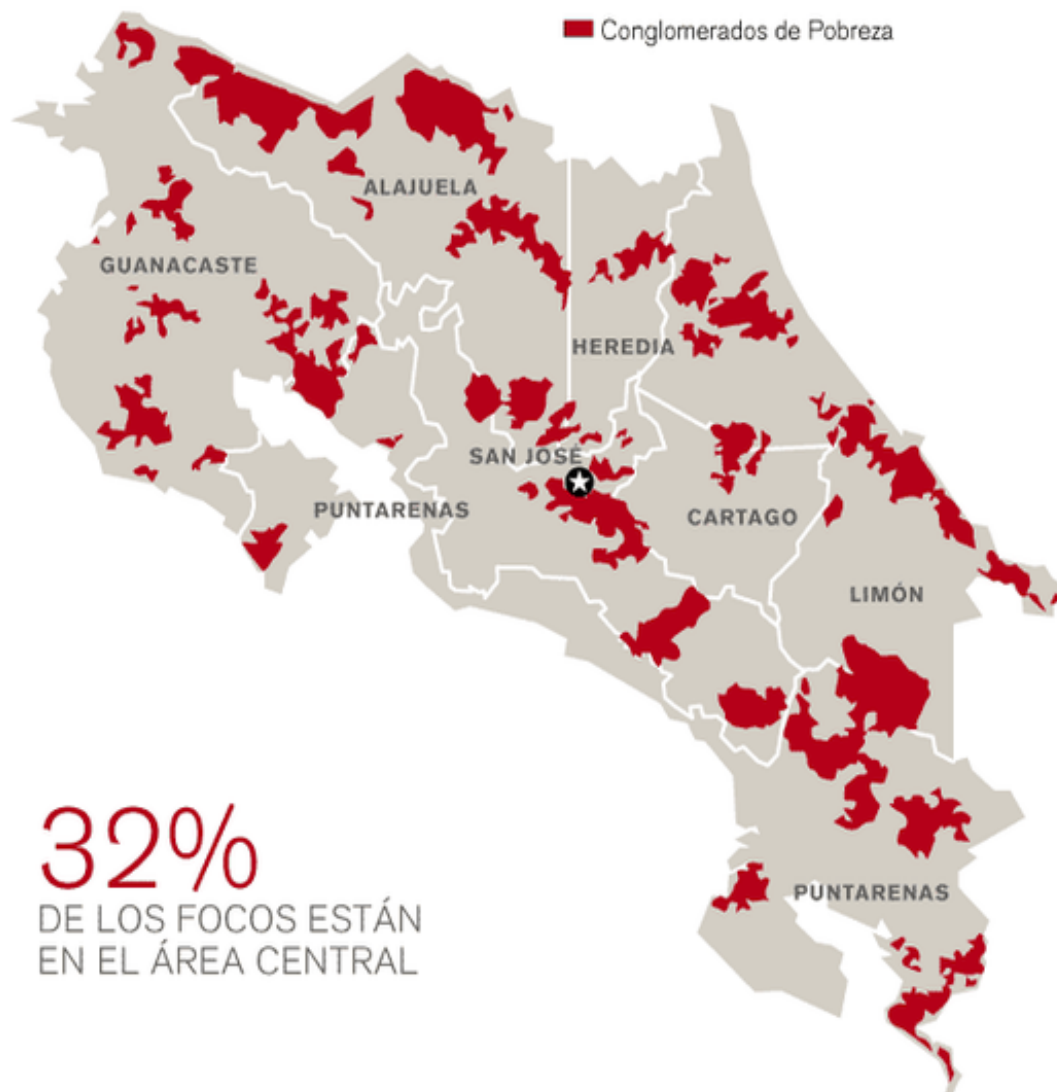 Conglomerados de Pobreza
ALAJUELA
GUANACASTE
HEREDIA
SAN JOSÉ
PUNTARENAS
CARTAGO
LIMÓN
32%
DE LOS FOCOS ESTÁN
EN EL ÁREA CENTRAL
PUNTARENAS